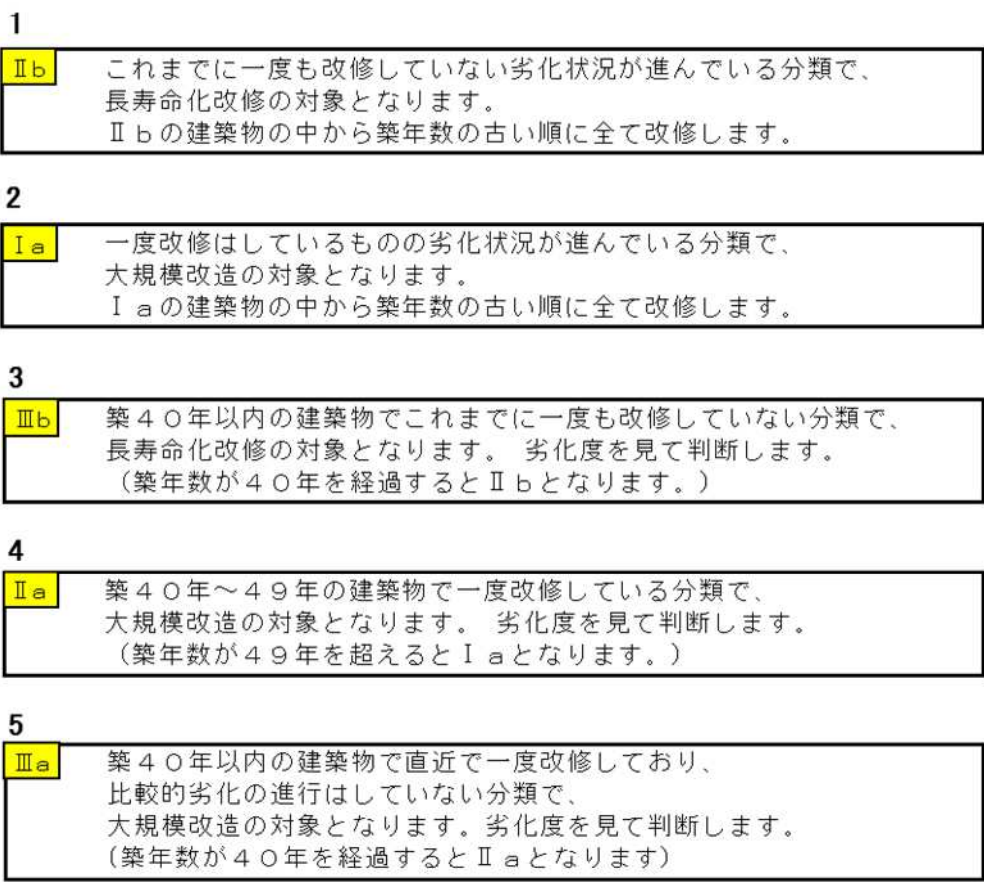 1
Ⅱb これまでに一度も改修していない劣化状況が進んでいる分類で、
長寿命化改修の対象となります。
Ⅱbの建築物の中から築年数の古い順に全て改修します。
2
Ⅰa 一度改修はしているものの劣化状況が進んでいる分類で、
大規模改造の対象となります。
Ⅰaの建築物の中から築年数の古い順に全て改修します。
3
Ⅲb 築40年以内の建築物でこれまでに一度も改修していない分類で、
長寿命化改修の対象となります。 劣化度を見て判断します。
(築年数が40年を経過するとⅡbとなります。)
4
Ⅱa 築40年~49年の建築物で一度改修している分類で、
大規模改造の対象となります。 劣化度を見て判断します。
(築年数が49年を超えるとⅠaとなります。)
5
Ⅲa 築40年以内の建築物で直近で一度改修しており、
比較的劣化の進行はしていない分類で、
大規模改造の対象となります。劣化度を見て判断します。
(築年数が40年を経過するとⅡaとなります)